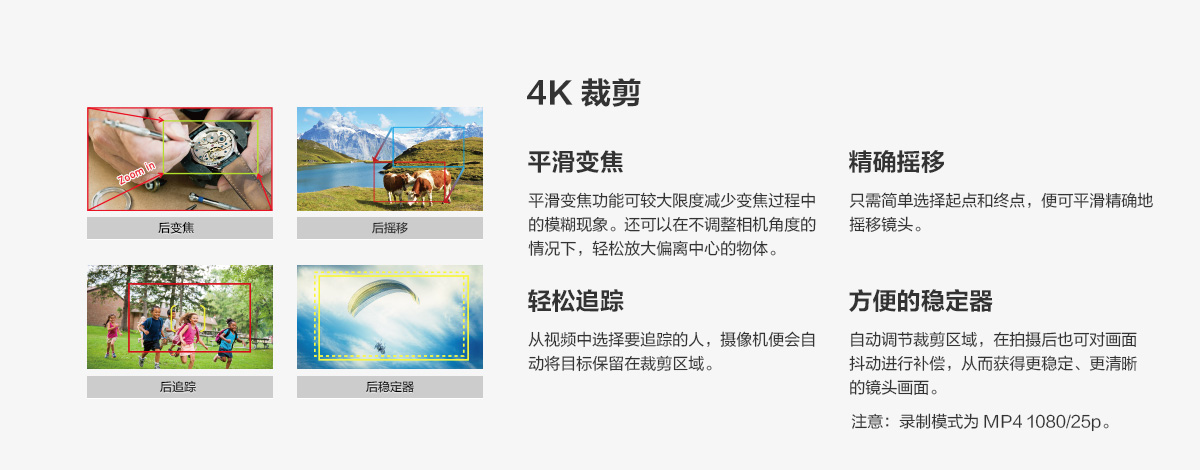 4K 裁剪
Zoom in
后变焦
后摇移
后追踪
后稳定器
平滑变焦
平滑变焦功能可较大限度减少变焦过程中
的模糊现象。还可以在不调整相机角度的
情况下，轻松放大偏离中心的物体。
精确摇移
只需简单选择起点和终点，便可平滑精确地
摇移镜头。
轻松追踪
从视频中选择要追踪的人，摄像机便会自
动将目标保留在裁剪区域。
方便的稳定器
自动调节裁剪区域，在拍摄后也可对画面
抖动进行补偿，从而获得更稳定、更清晰
的镜头画面。
注意：录制模式为 MP4 1080/25p。